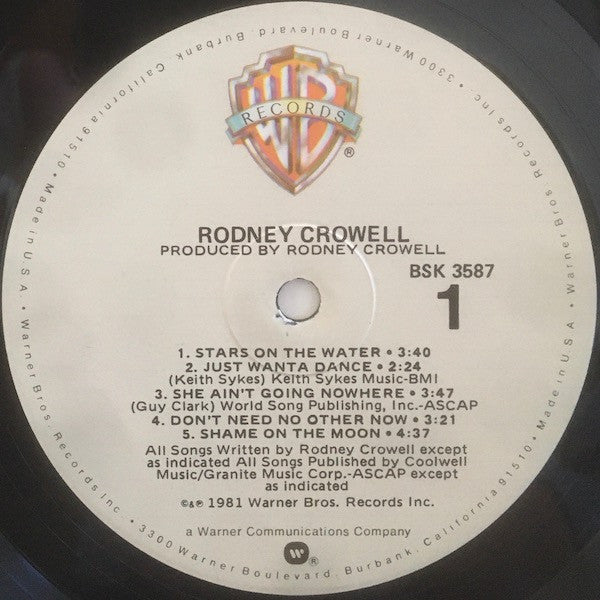 WB
RECORDS
®
RODNEY CROWELL
PRODUCED BY RODNEY CROWELL
BSK 3587
1
1. STARS ON THE WATER • 3:40
2. JUST WANTA DANCE • 2:24
(Keith Sykes) Keith Sykes Music-BMI
3. SHE AIN'T GOING NOWHERE • 3:47
(Guy Clark) World Song Publishing, Inc.-ASCAP
4. DON'T NEED NO OTHER NOW • 3:21
5. SHAME ON THE MOON • 4:37
All Songs Written by Rodney Crowell except
as indicated All Songs Published by Coolwell
Music/Granite Music Corp.-ASCAP except
as indicated
©&℗ 1981 Warner Bros. Records Inc.
a Warner Communications Company
®
Made in U.S.A. • Warner Bros. Records Inc. • 3300 Warner Boulevard, Burbank, California 91510 • Made in U.S.A. • Warner Bros Records Inc. • 3300 Warner Boulevard, Burbank, California 91510 •